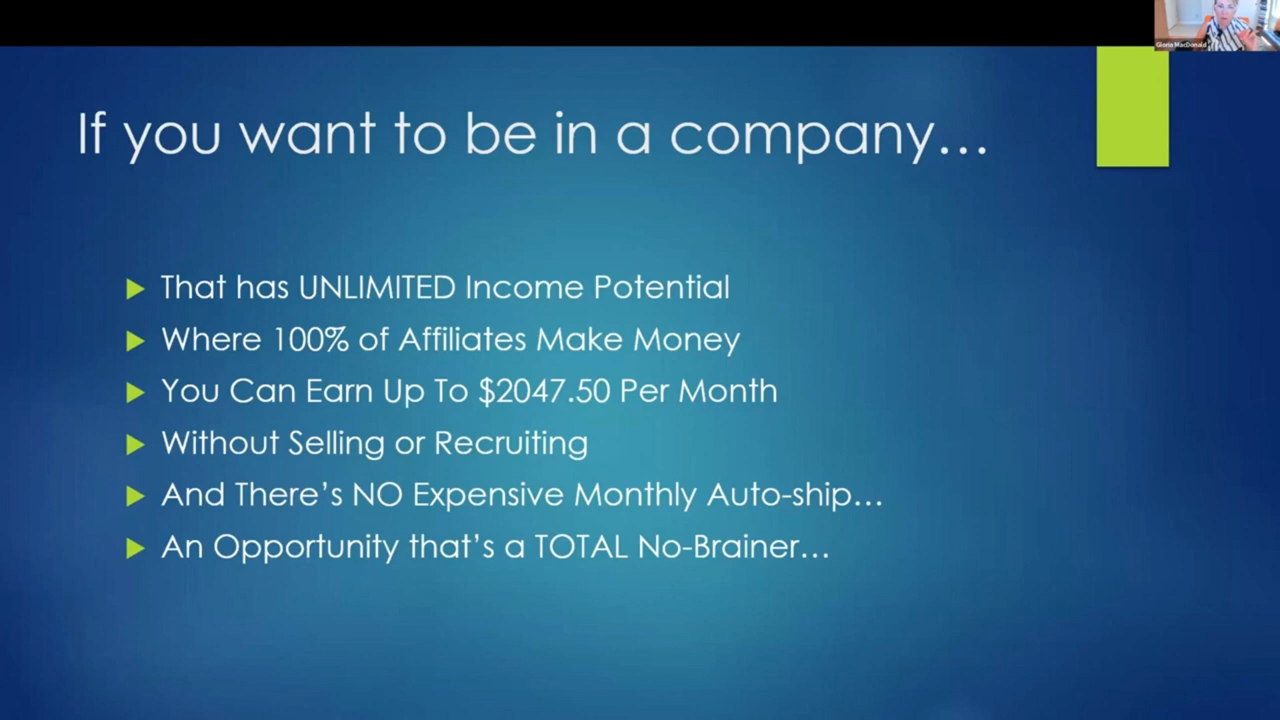 Gloria MacDonald
If you want to be in a company...
That has UNLIMITED Income Potential
Where 100% of Affiliates Make Money
You Can Earn Up To $2047.50 Per Month
Without Selling or Recruiting
And There's NO Expensive Monthly Auto-ship...
An Opportunity that's a TOTAL No-Brainer...